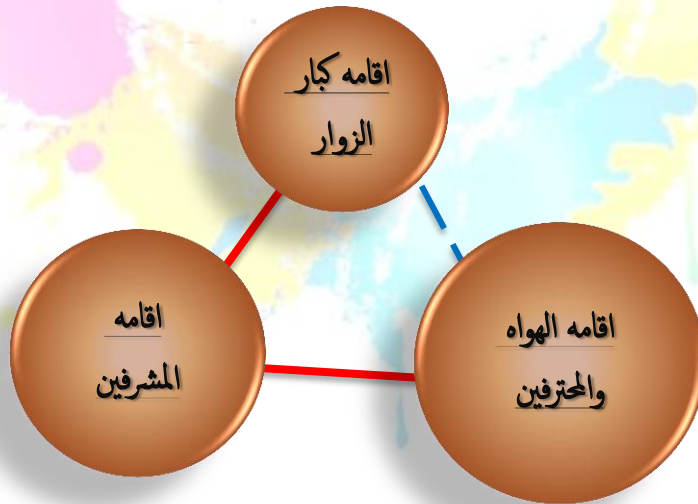 اقامه كبار
الزوار
اقامه
المشرفين
اقامه الهواه
والمحترفين